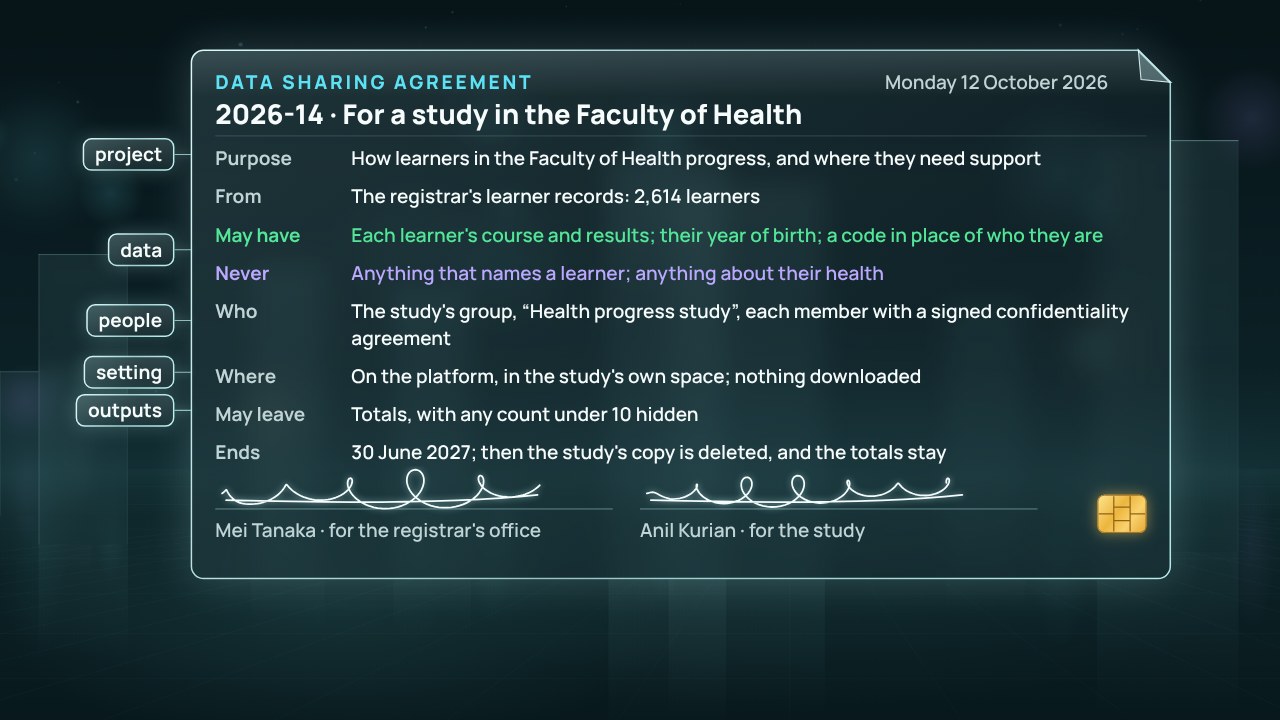 DATA SHARING AGREEMENT
Monday 12 October 2026
2026-14 · For a study in the Faculty of Health
project
Purpose How learners in the Faculty of Health progress, and where they need support
From The registrar's learner records: 2,614 learners
data
May have Each learner's course and results; their year of birth; a code in place of who they are
Never Anything that names a learner; anything about their health
people
Who The study's group, “Health progress study”, each member with a signed confidentiality
agreement
setting
Where On the platform, in the study's own space; nothing downloaded
outputs
May leave Totals, with any count under 10 hidden
Ends 30 June 2027; then the study's copy is deleted, and the totals stay
Mei Tanaka · for the registrar's office
Anil Kurian · for the study